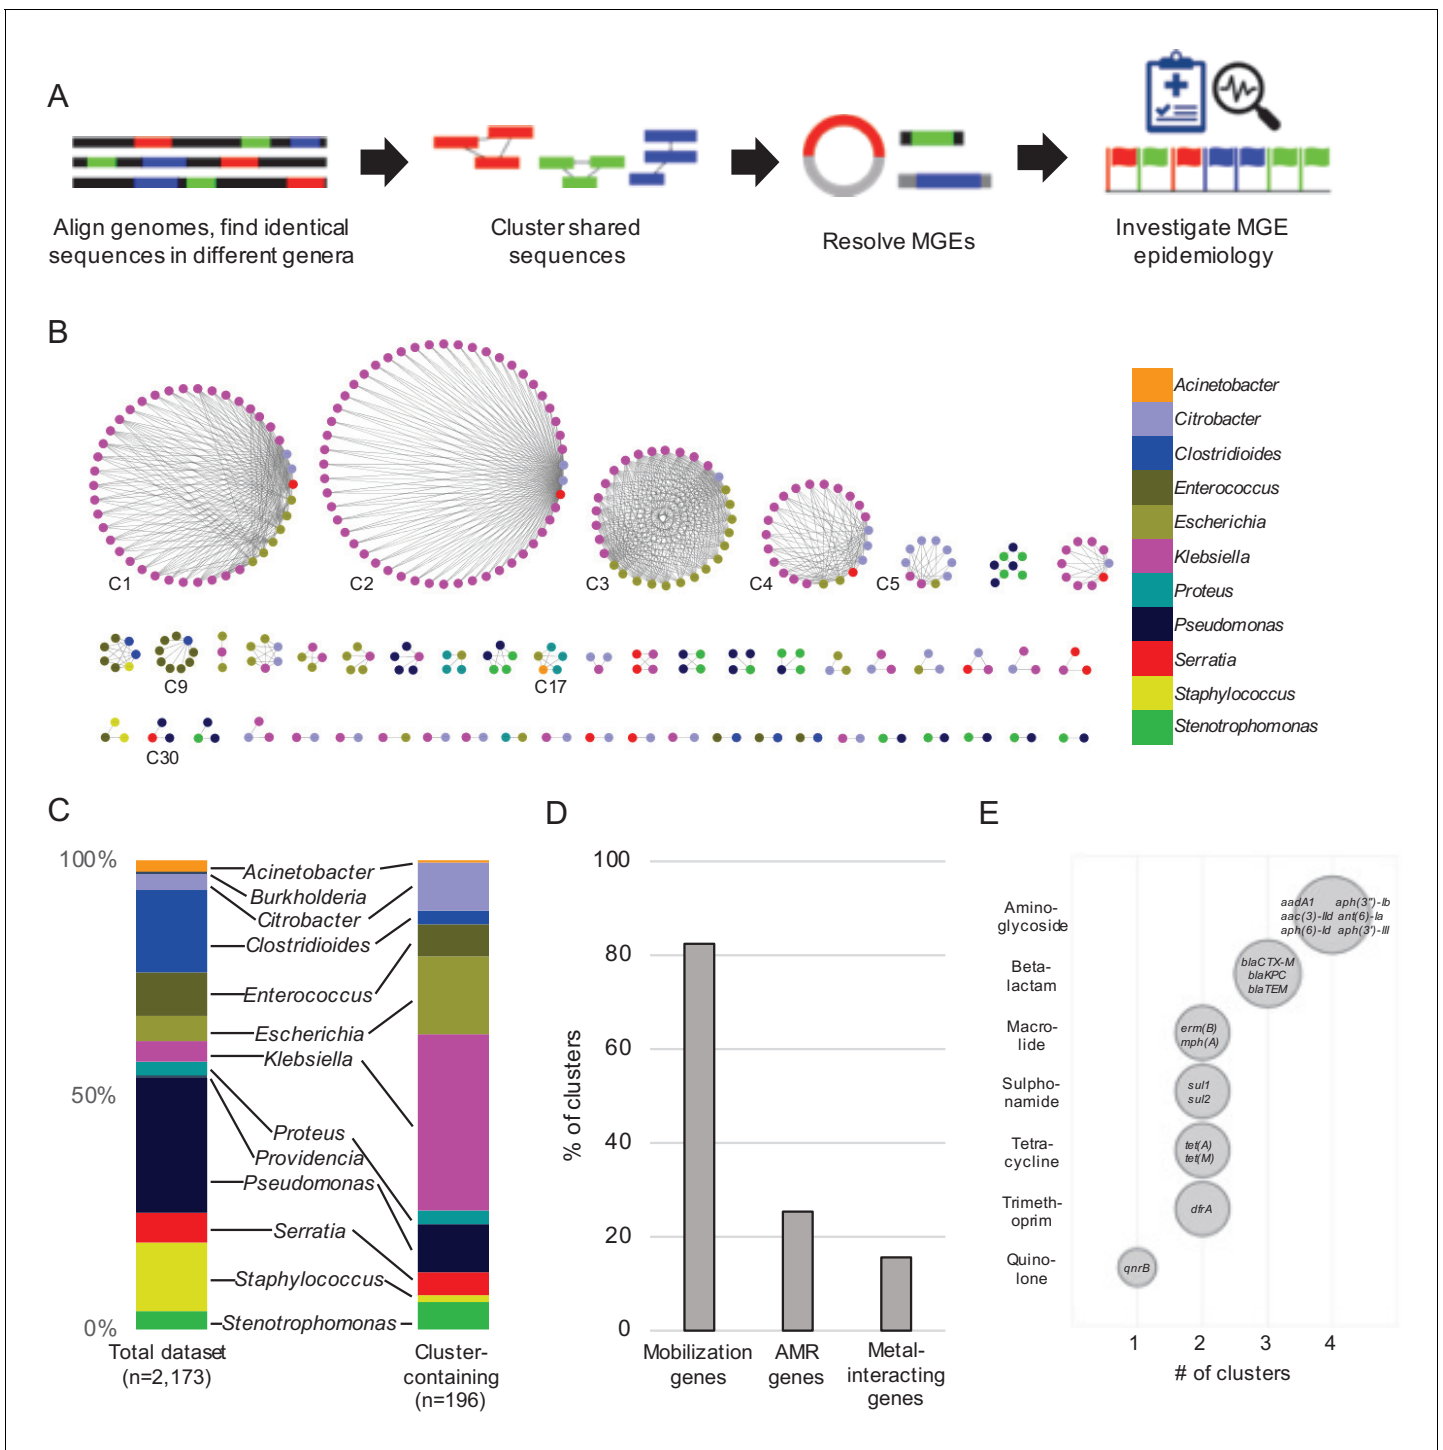 A
Align genomes, find identical
sequences in different genera
Cluster shared
sequences
Resolve MGEs
Investigate MGE
epidemiology
B
C1
C2
C3
C4
C5
C9
C17
C30
Acinetobacter
Citrobacter
Clostridioides
Enterococcus
Escherichia
Klebsiella
Proteus
Pseudomonas
Serratia
Staphylococcus
Stenotrophomonas
C
100%
50%
0%
Acinetobacter
Burkholderia
Citrobacter
Clostridioides
Enterococcus
Escherichia
Klebsiella
Proteus
Providencia
Pseudomonas
Serratia
Staphylococcus
Stenotrophomonas
Total dataset
(n=2,173)
Cluster-
containing
(n=196)
D
% of clusters
100
80
60
40
20
0
Mobilization
genes
AMR
genes
Metal-
interacting
genes
E
Amino-
glycoside
aadA1 aph(3")-Ib
aac(3)-IId ant(6)-Ia
aph(6)-Id aph(3')-III
Beta-
lactam
blaCTX-M
blaKPC
blaTEM
Macro-
lide
erm(B)
mph(A)
Sulpho-
namide
sul1
sul2
Tetra-
cycline
tet(A)
tet(M)
Trimeth-
oprim
dfrA
Quino-
lone
qnrB
1 2 3 4
# of clusters